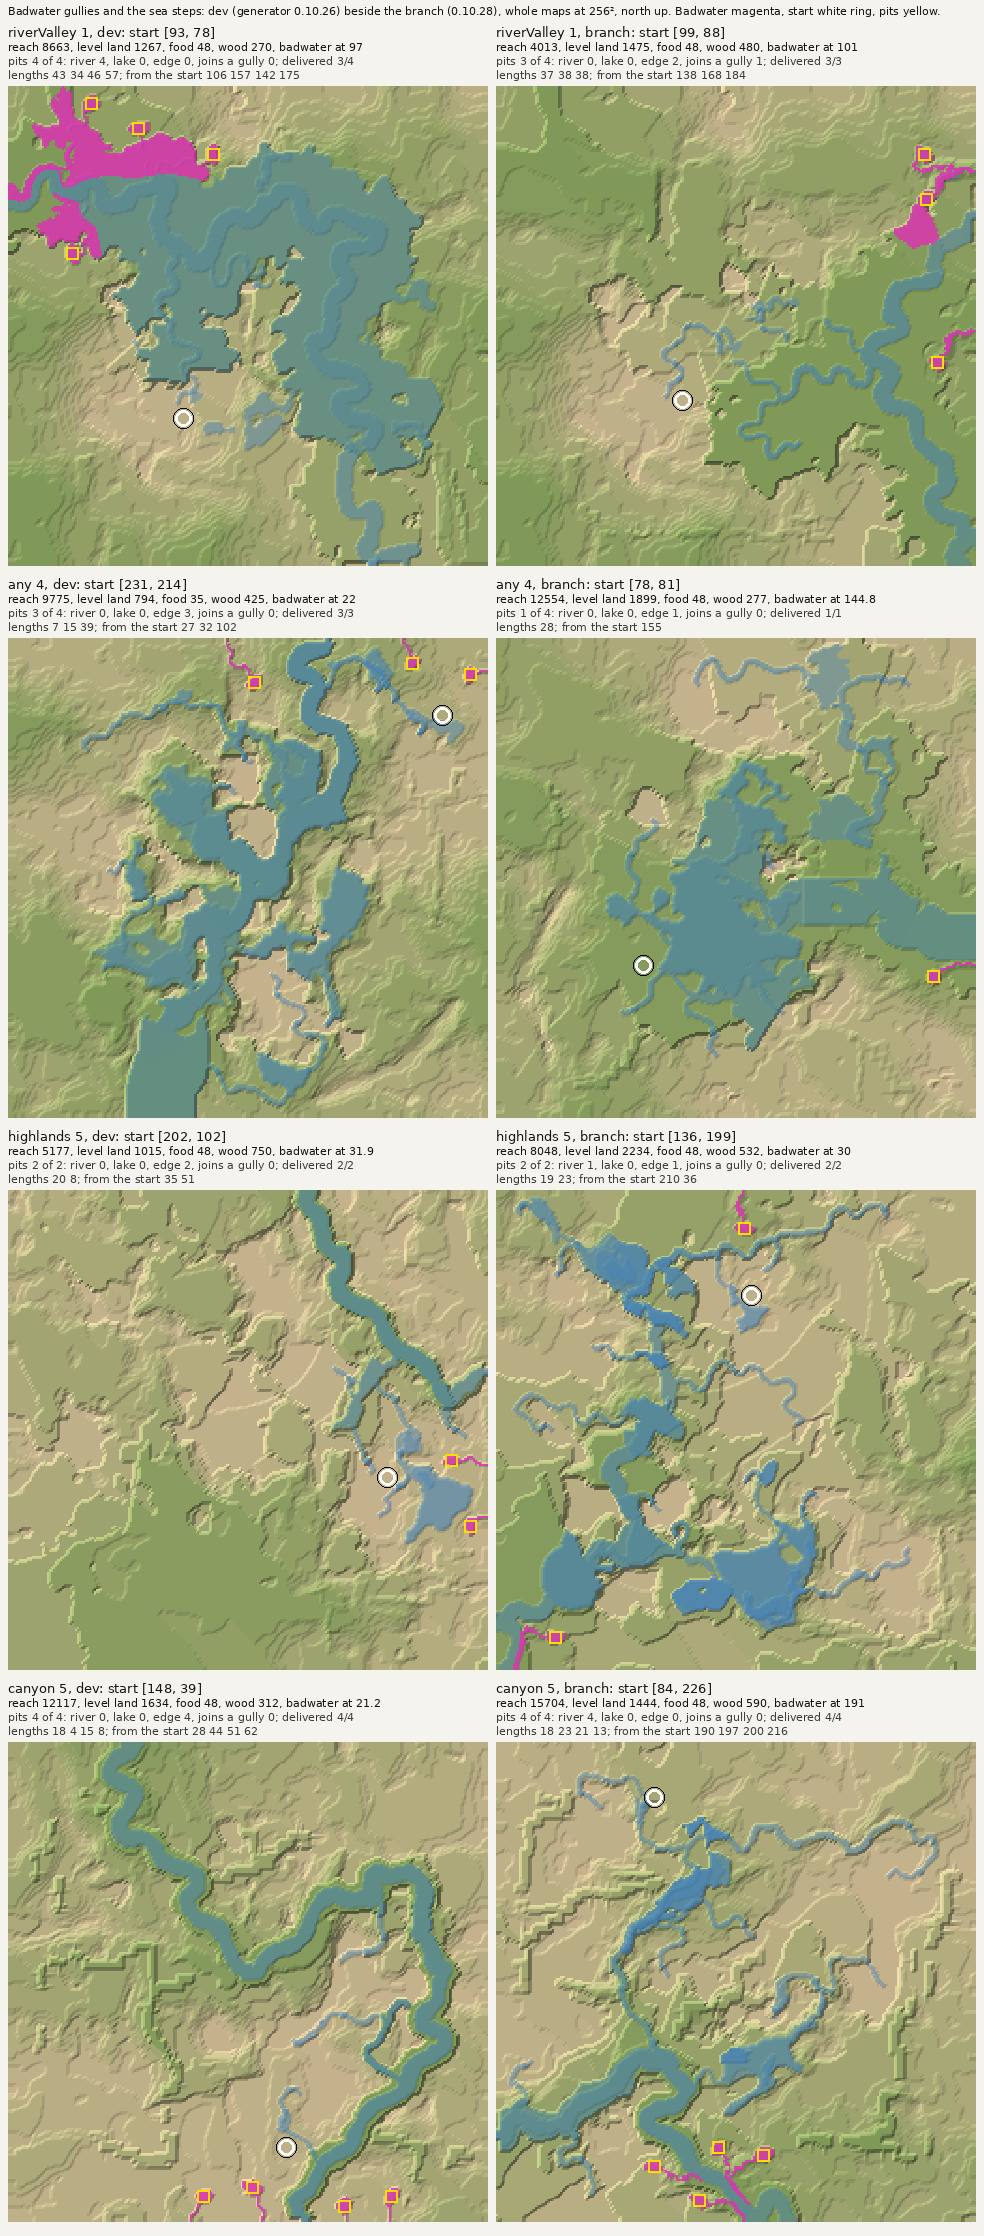 Badwater gullies and the sea steps: dev (generator 0.10.26) beside the branch (0.10.28), whole maps at 256², north up. Badwater magenta, start white ring, pits yellow.
riverValley 1, dev: start [93, 78]
reach 8663, level land 1267, food 48, wood 270, badwater at 97
pits 4 of 4: river 4, lake 0, edge 0, joins a gully 0; delivered 3/4
lengths 43 34 46 57; from the start 106 157 142 175
riverValley 1, branch: start [99, 88]
reach 4013, level land 1475, food 48, wood 480, badwater at 101
pits 3 of 4: river 0, lake 0, edge 2, joins a gully 1; delivered 3/3
lengths 37 38 38; from the start 138 168 184
any 4, dev: start [231, 214]
reach 9775, level land 794, food 35, wood 425, badwater at 22
pits 3 of 4: river 0, lake 0, edge 3, joins a gully 0; delivered 3/3
lengths 7 15 39; from the start 27 32 102
any 4, branch: start [78, 81]
reach 12554, level land 1899, food 48, wood 277, badwater at 144.8
pits 1 of 4: river 0, lake 0, edge 1, joins a gully 0; delivered 1/1
lengths 28; from the start 155
highlands 5, dev: start [202, 102]
reach 5177, level land 1015, food 48, wood 750, badwater at 31.9
pits 2 of 2: river 0, lake 0, edge 2, joins a gully 0; delivered 2/2
lengths 20 8; from the start 35 51
highlands 5, branch: start [136, 199]
reach 8048, level land 2234, food 48, wood 532, badwater at 30
pits 2 of 2: river 1, lake 0, edge 1, joins a gully 0; delivered 2/2
lengths 19 23; from the start 210 36
canyon 5, dev: start [148, 39]
reach 12117, level land 1634, food 48, wood 312, badwater at 21.2
pits 4 of 4: river 0, lake 0, edge 4, joins a gully 0; delivered 4/4
lengths 18 4 15 8; from the start 28 44 51 62
canyon 5, branch: start [84, 226]
reach 15704, level land 1444, food 48, wood 590, badwater at 191
pits 4 of 4: river 4, lake 0, edge 0, joins a gully 0; delivered 4/4
lengths 18 23 21 13; from the start 190 197 200 216